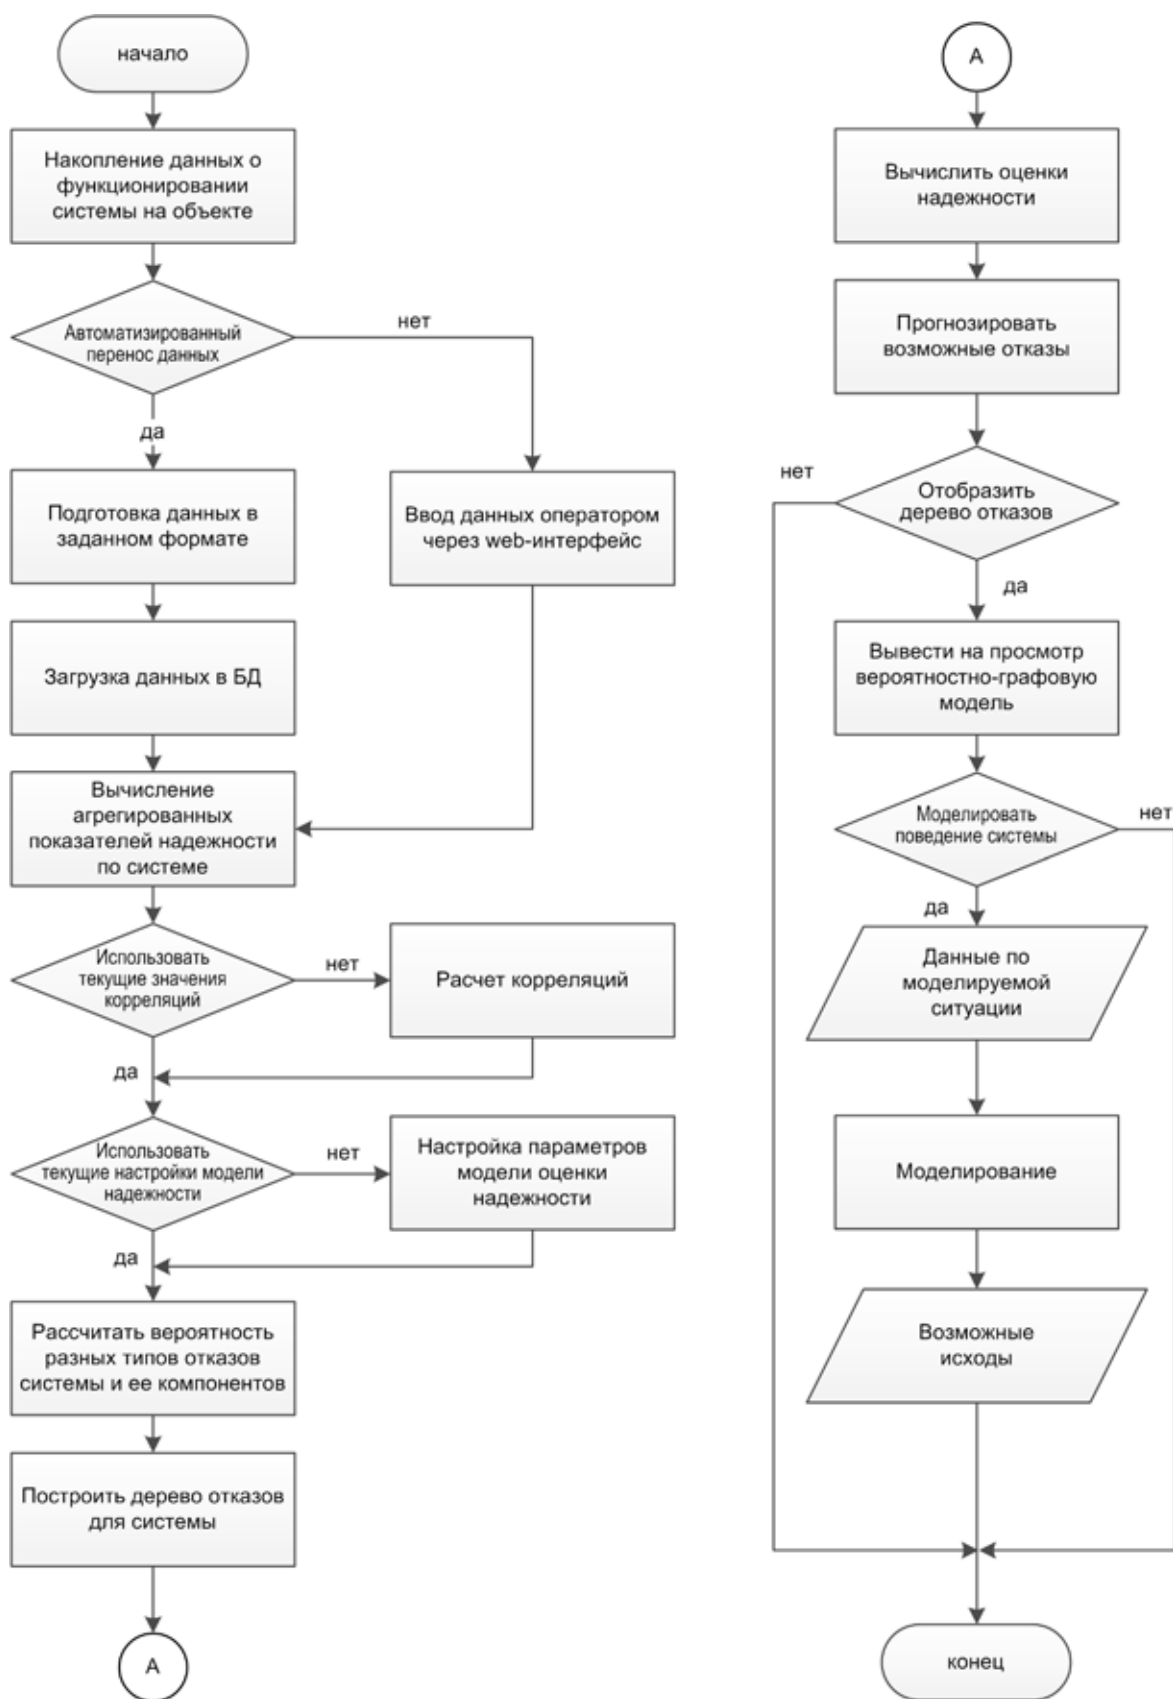 начало
Накопление данных о
функционировании
системы на объекте
Автоматизированный
перенос данных
нет
да
Подготовка данных в
заданном формате
Ввод данных оператором
через web-интерфейс
Загрузка данных в БД
Вычисление
агрегированных
показателей надежности
по системе
Использовать
текущие значения
корреляций
нет
Расчет корреляций
да
Использовать
текущие настройки модели
надежности
нет
Настройка параметров
модели оценки
надежности
да
Рассчитать вероятность
разных типов отказов
системы и ее компонентов
Построить дерево отказов
для системы
А
А
Вычислить оценки
надежности
Прогнозировать
возможные отказы
нет
Отобразить
дерево отказов
да
Вывести на просмотр
вероятностно-графовую
модель
Моделировать
поведение системы
нет
да
Данные по
моделируемой
ситуации
Моделирование
Возможные
исходы
конец